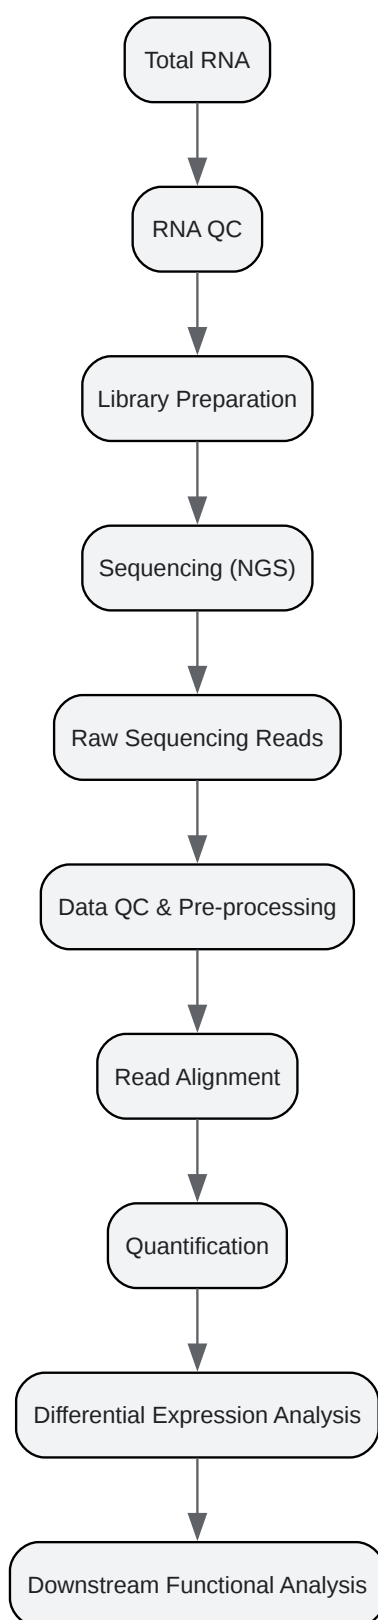 Total RNA
RNA QC
Library Preparation
Sequencing (NGS)
Raw Sequencing Reads
Data QC & Pre-processing
Read Alignment
Quantification
Differential Expression Analysis
Downstream Functional Analysis